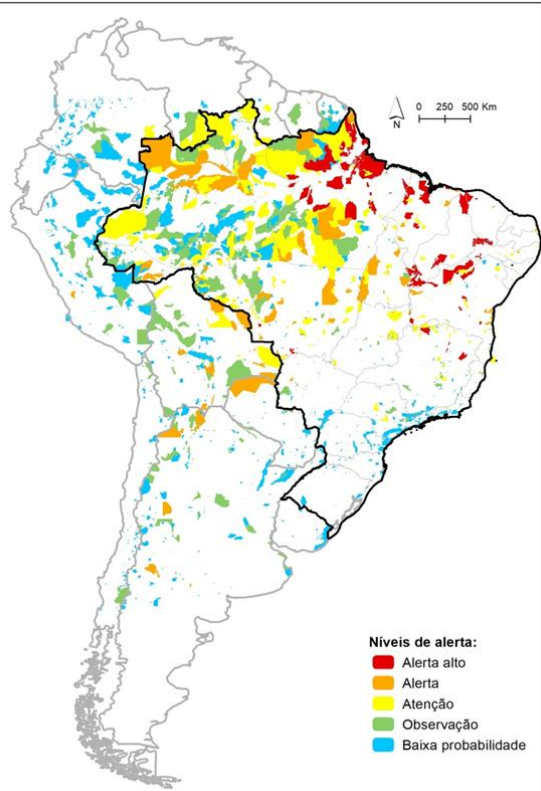 N
0 250 500 Km
Níveis de alerta:
Alerta alto
Alerta
Atenção
Observação
Baixa probabilidade